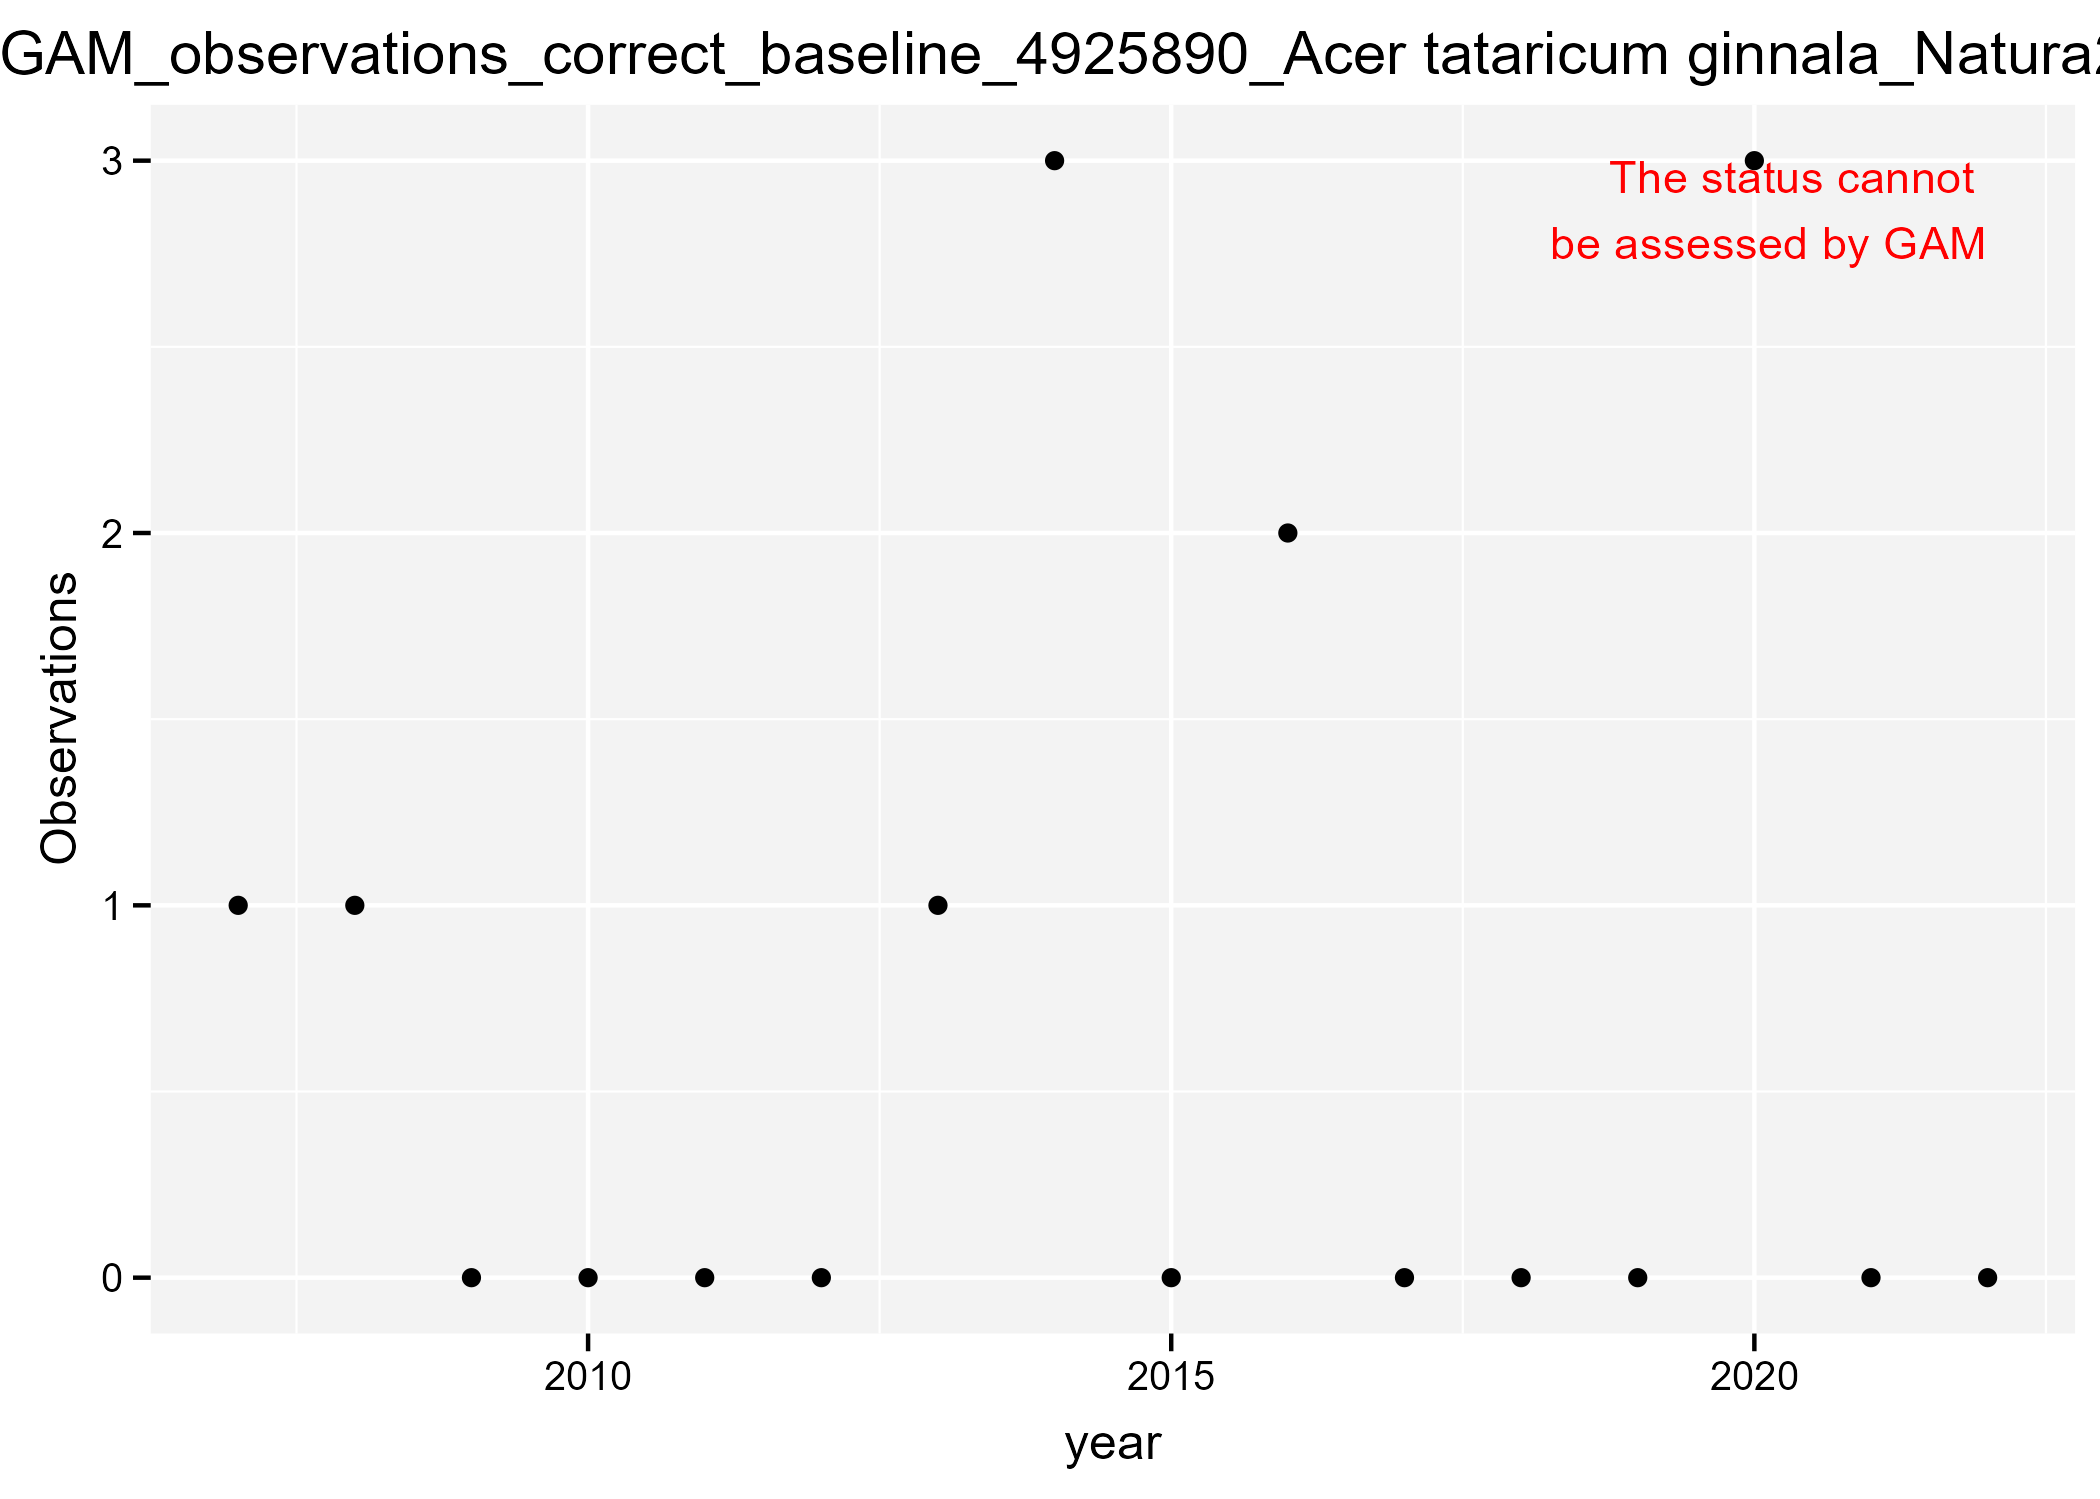 GAM_observations_correct_baseline_4925890_Acer tataricum ginnala_Natura
3
The status cannot
be assessed by GAM
2
Observations
1
0
2010 2015 2020
year